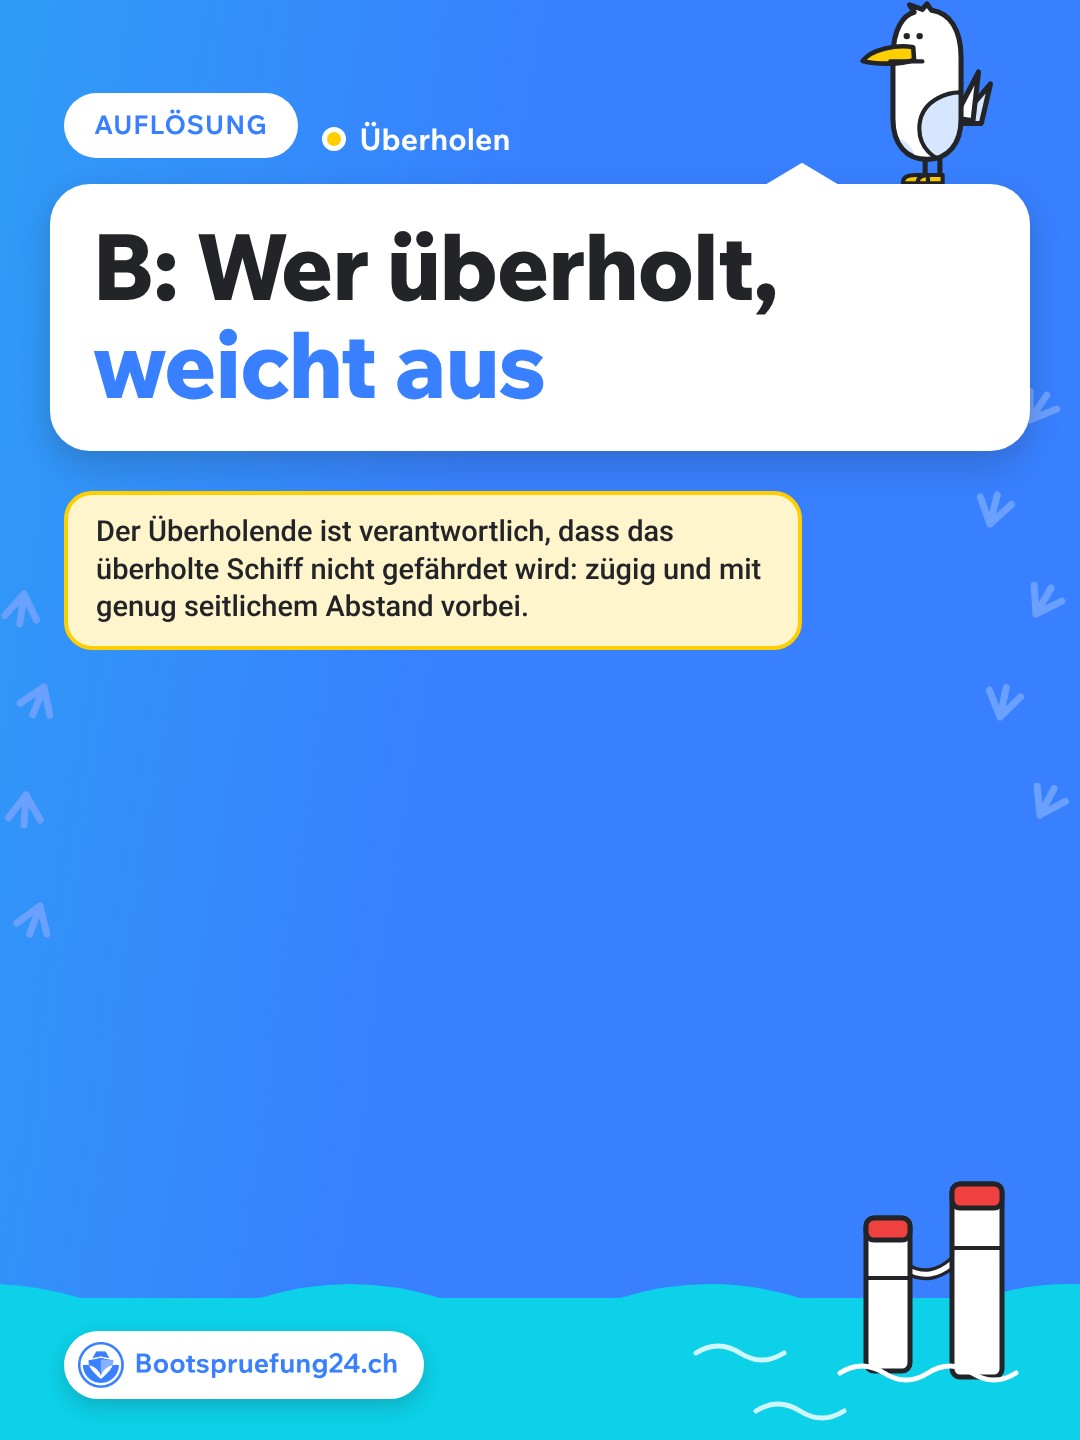 AUFLÖSUNG
Überholen
B: Wer überholt,
weicht aus
Der Überholende ist verantwortlich, dass das
überholte Schiff nicht gefährdet wird: zügig und mit
genug seitlichem Abstand vorbei.
Bootspruefung24.ch